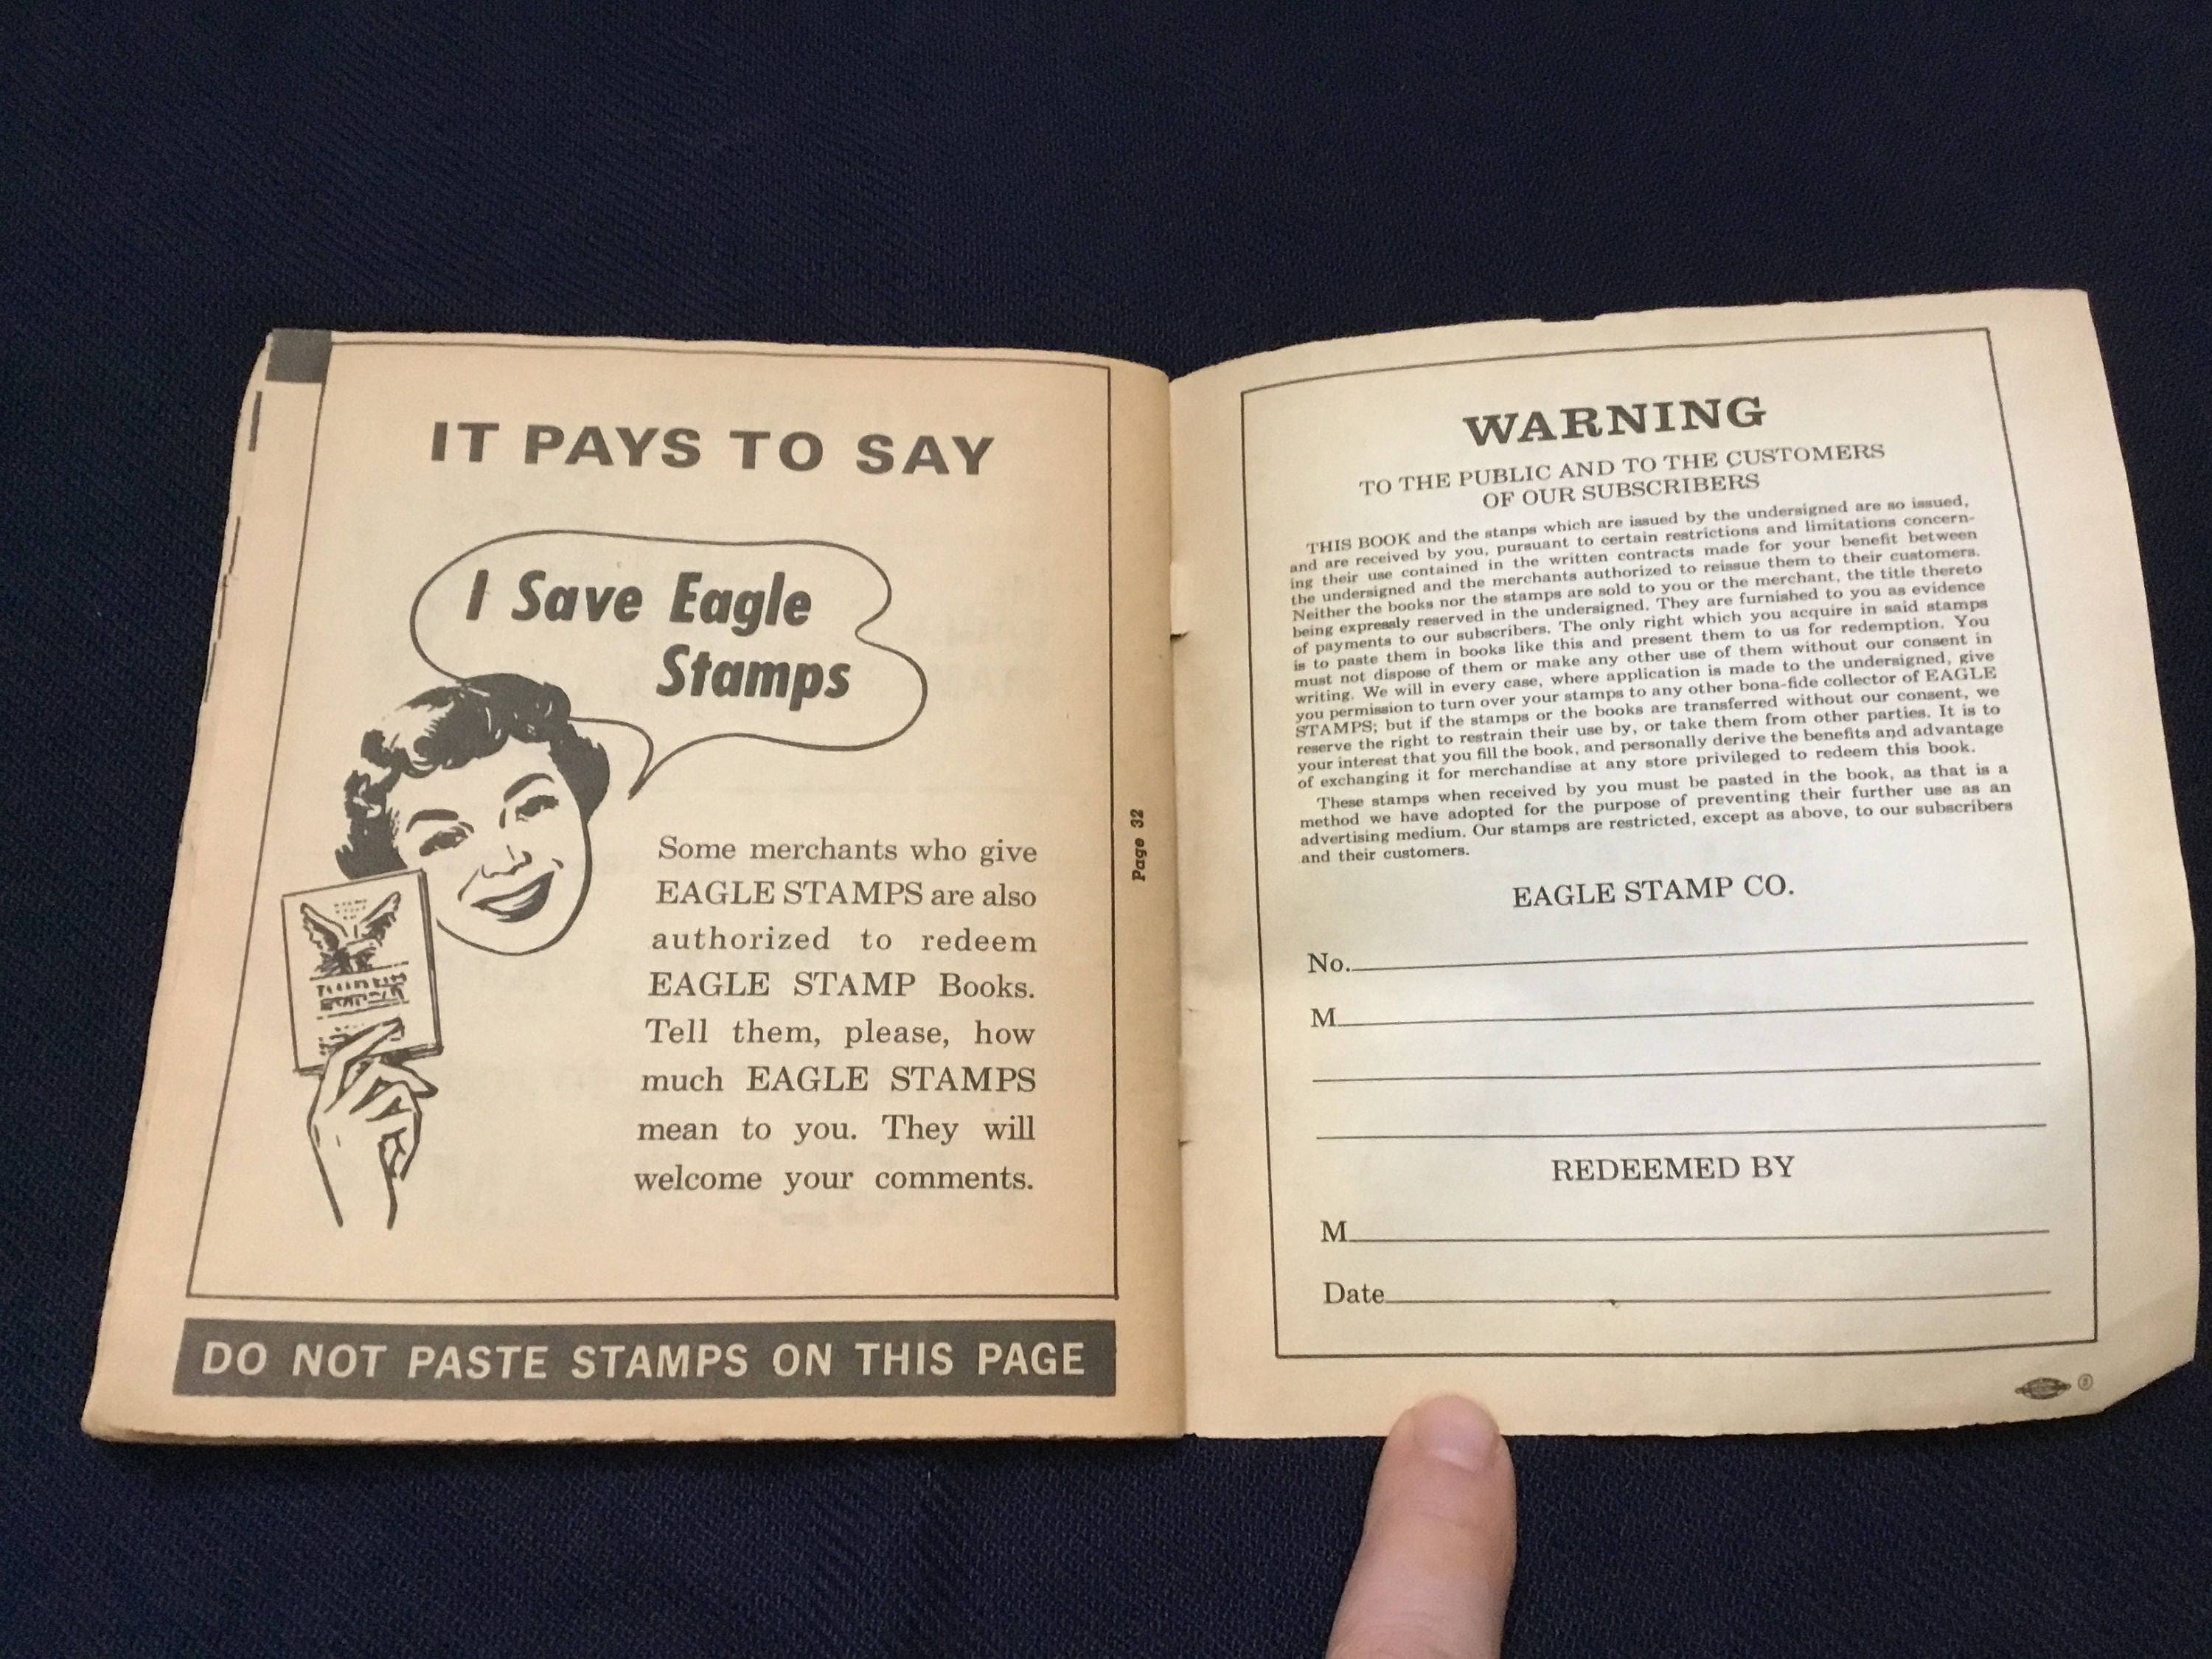 IT PAYS TO SAY
I Save Eagle
Stamps
Some merchants who give
EAGLE STAMPS are also
authorized to redeem
EAGLE STAMP Books.
Tell them, please, how
much EAGLE STAMPS
mean to you. They will
welcome your comments.
DO NOT PASTE STAMPS ON THIS PAGE
Page 32
WARNING
TO THE PUBLIC AND TO THE CUSTOMERS
OF OUR SUBSCRIBERS
THIS BOOK and the stanps which are issued by the undersigned are so issued,
and are received by you, pursuant to certain restrictions and limitations concern-
ing their use contained in the written contracts made for your benefit between
the undersigned and the merchants authorized to reissue them to their customers.
Neither the books nor the stamps are sold to you or the merchant, the title thereto
being expressly reserved in the undersigned. They are furnished to you as evidence
of payments to our subscribers. The only right which you acquire in said stamps
is to paste them in books like this and present them to us for redemption. You
must not dispose of them or make any other use of them without our consent in
writing. We will in every case, where application is made to the undersigned, give
you permission to turn over your stamps to any other bona-fide collector of EAGLE
STAMPS; but if the stamps or the books are transferred without our consent, we
reserve the right to restrain their use by, or take them from other parties. It is to
your interest that you fill the book, and personally derive the benefits and advantage
of exchanging it for merchandise at any store privileged to redeem this book.
These stamps when received by you must be pasted in the book, as that is a
method we have adopted for the purpose of preventing their further use as an
advertising medium. Our stamps are restricted, except as above, to our subscribers
and their customers.
EAGLE STAMP CO.
No.
M
REDEEMED BY
M
Date